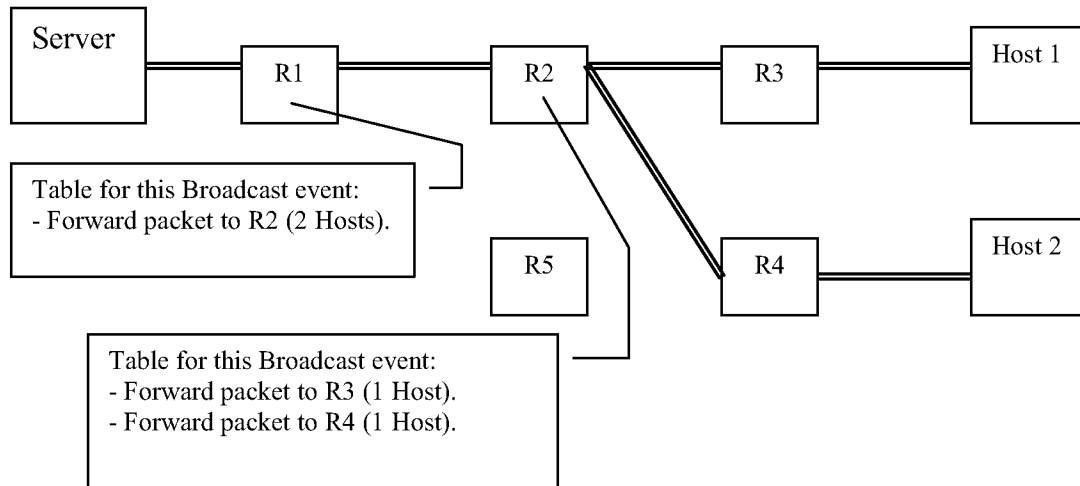 Server
R1
R2
R3
Host 1
Table for this Broadcast event:
- Forward packet to R2 (2 Hosts).
R5
R4
Host 2
Table for this Broadcast event:
- Forward packet to R3 (1 Host).
- Forward packet to R4 (1 Host).